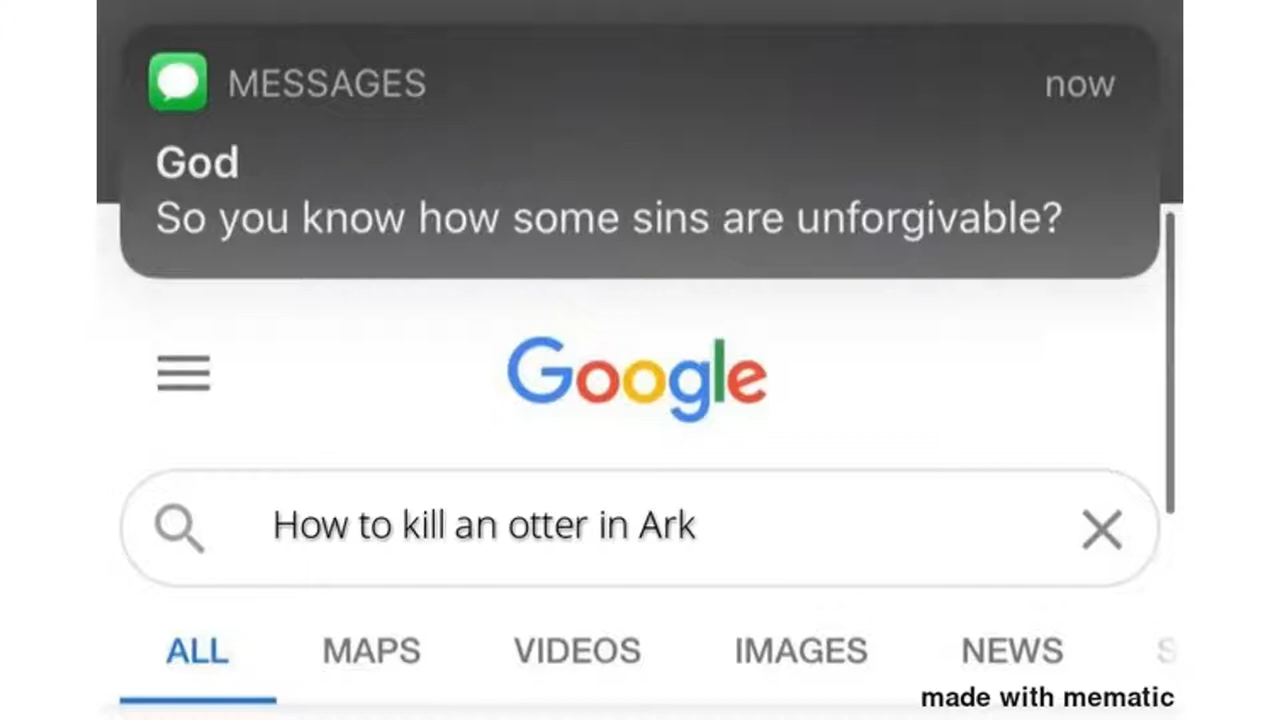 MESSAGES now
God
So you know how some sins are unforgivable?
Google
How to kill an otter in Ark
ALL MAPS VIDEOS IMAGES NEWS S
made with mematic